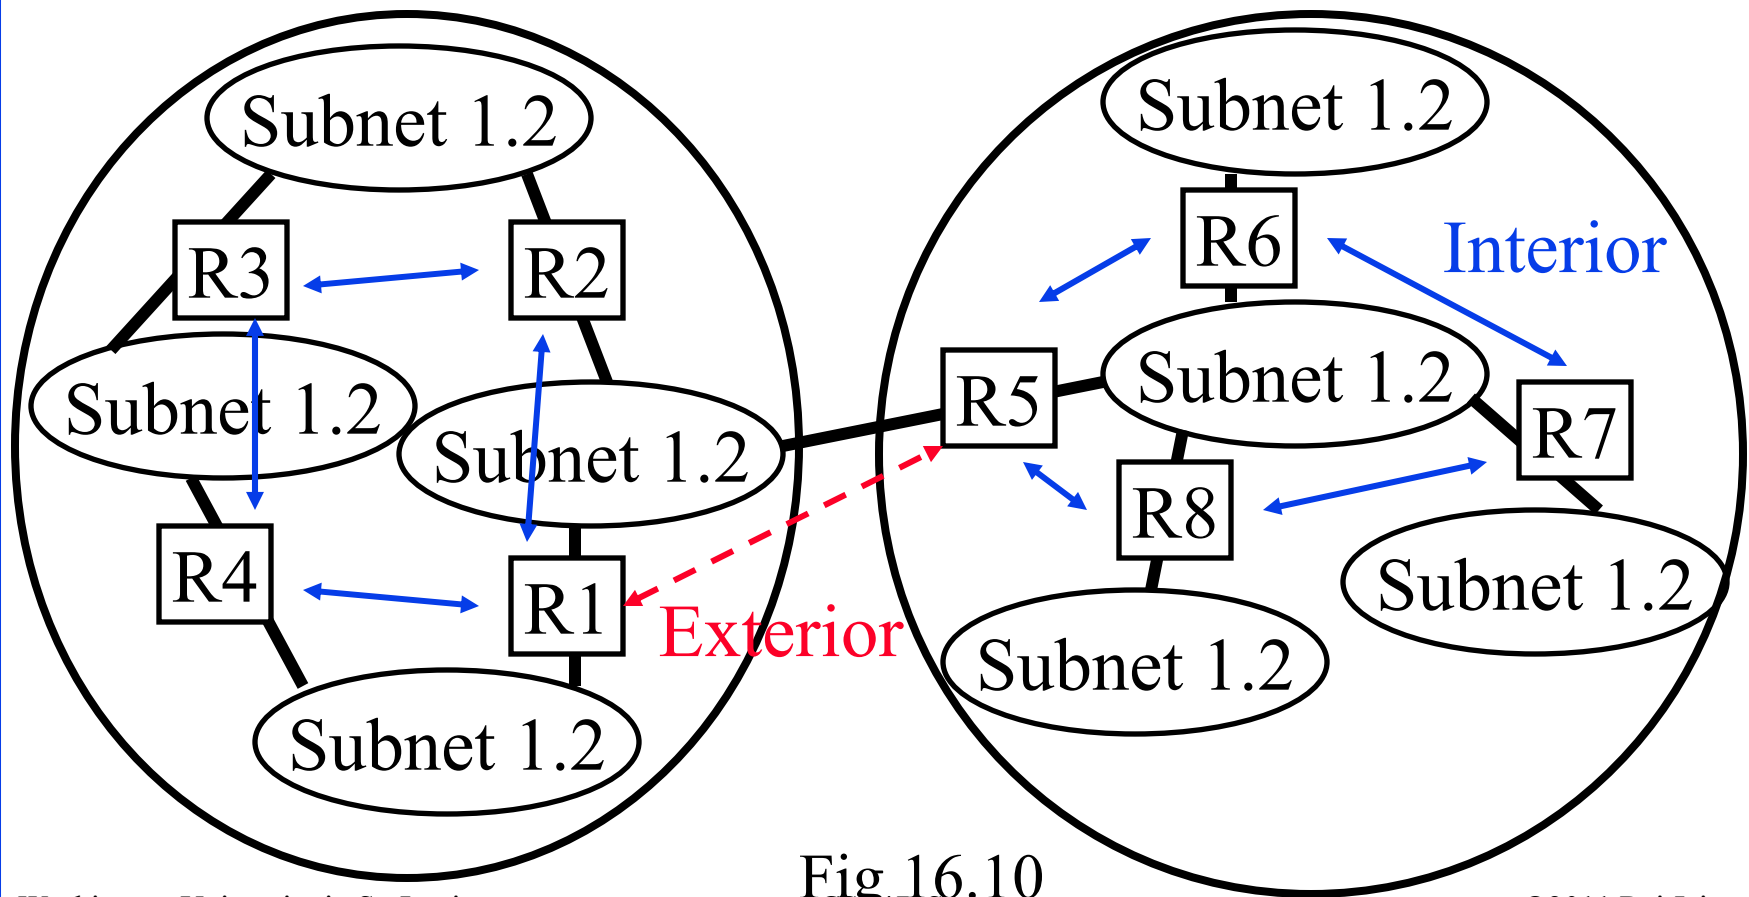 Subnet 1.2
R3
R2
Subnet 1.2
Subnet 1.2
R4
R1
Subnet 1.2
Exterior
Subnet 1.2
R6
Interior
R5
Subnet 1.2
R7
R8
Subnet 1.2
Subnet 1.2
Fig 16.10